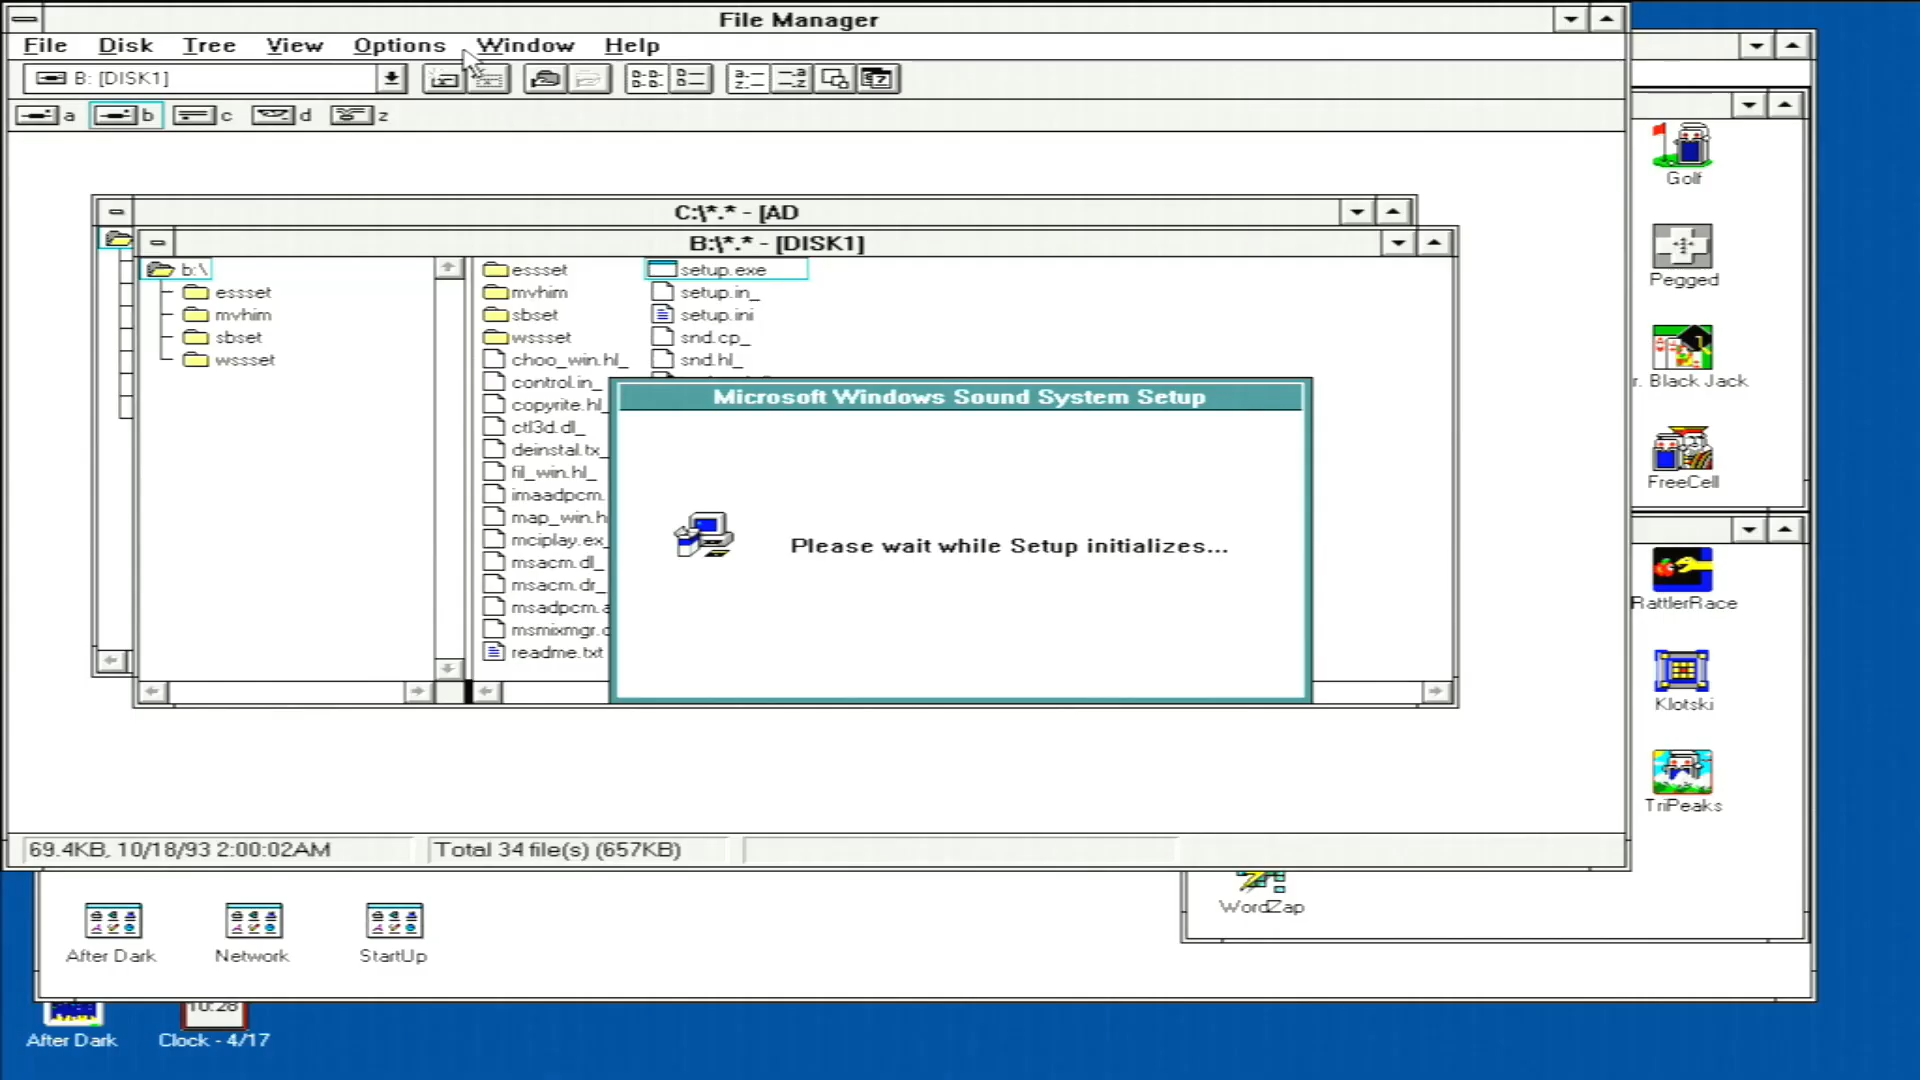 File Manager
File Disk Tree View Options Window Help
B: [DISK1]
a b c d z
C:\*.* - [AD
B:\*.* - [DISK1]
b:\
essset
mvhim
sbset
wssset
essset
mvhim
sbset
wssset
choo_win.hl_
control.in_
copyrite.hl_
ctl3d.dl_
deinstal.tx_
fil_win.hl_
imaadpcm.
map_win.h
mciplay.ex_
msacm.dl_
msacm.dr_
msadpcm.a
msmixmgr.d
readme.txt
setup.exe
setup.in_
setup.ini
snd.cp_
snd.hl_
Microsoft Windows Sound System Setup
Please wait while Setup initializes...
69.4KB, 10/18/93 2:00:02AM
Total 34 file(s) (657KB)
Golf
Pegged
r. Black Jack
FreeCell
RattlerRace
Klotski
TriPeaks
WordZap
After Dark
Network
StartUp
10:28
After Dark
Clock - 4/17